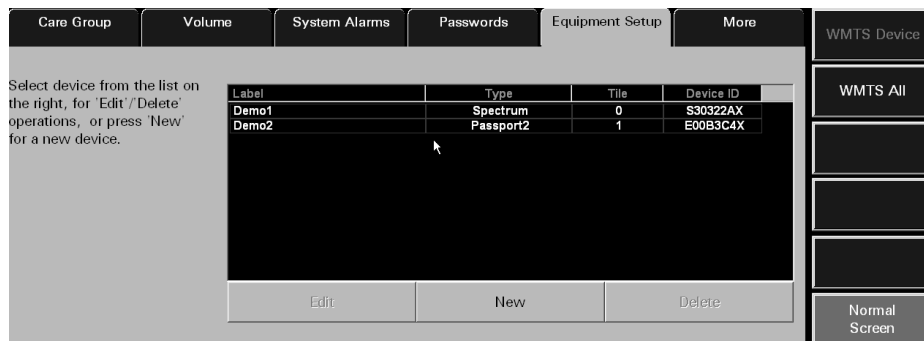 Care Group Volume System Alarms Passwords Equipment Setup More
WMTS Device
WMTS All
Select device from the list on
the right, for 'Edit'/'Delete'
operations, or press 'New'
for a new device.
Label Type Tile Device ID
Demo1 Spectrum 0 S30322AX
Demo2 Passport2 1 E00B3C4X
Edit New Delete
Normal
Screen